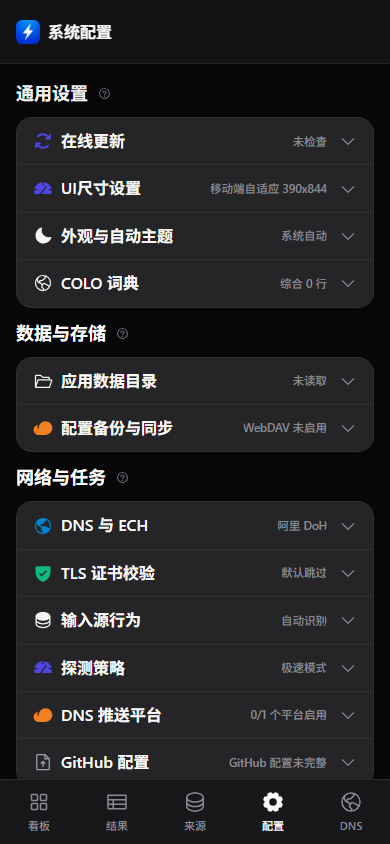 系统配置
通用设置
在线更新 未检查
UI尺寸设置 移动端自适应 390x844
外观与自动主题 系统自动
COLO 词典 综合 0 行
数据与存储
应用数据目录 未读取
配置备份与同步 WebDAV 未启用
网络与任务
DNS 与 ECH 阿里 DoH
TLS 证书校验 默认跳过
输入源行为 自动识别
探测策略 极速模式
DNS 推送平台 0/1 个平台启用
GitHub 配置 GitHub 配置未完整
看板 结果 来源 配置 DNS